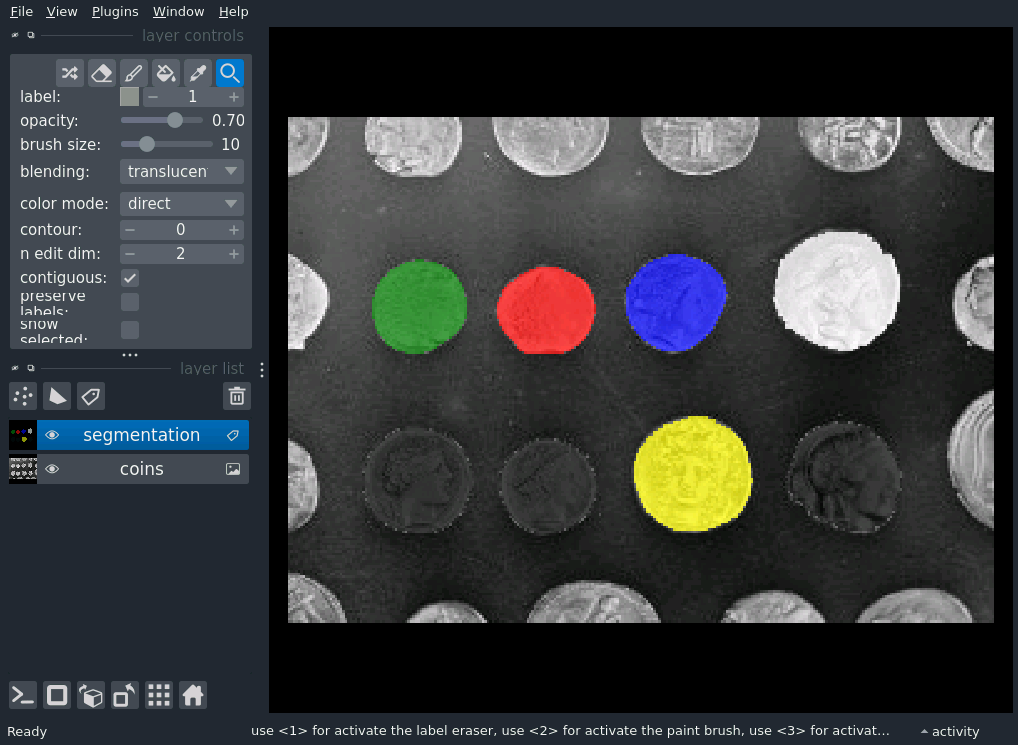 File View Plugins Window Help
layer controls
label: 1
opacity: 0.70
brush size: 10
blending: translucen
color mode: direct
contour: 0
n edit dim: 2
contiguous:
preserve
labels:
show
selected:
layer list
segmentation
coins
Ready
use <1> for activate the label eraser, use <2> for activate the paint brush, use <3> for activat...
activity